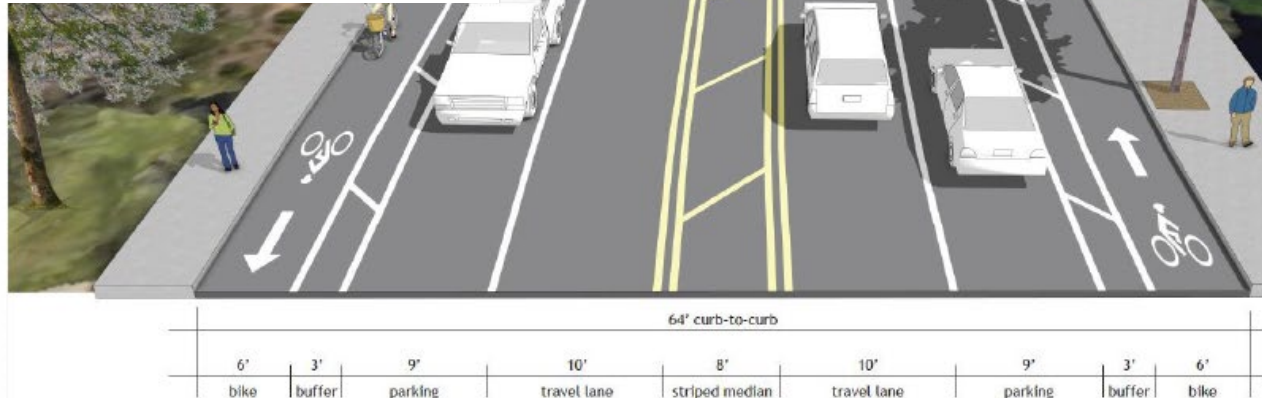 64' curb-to-curb
6' 3' 9' 10' 8' 10' 9' 3' 6'
bike buffer parking travel lane striped median travel lane parking buffer bike